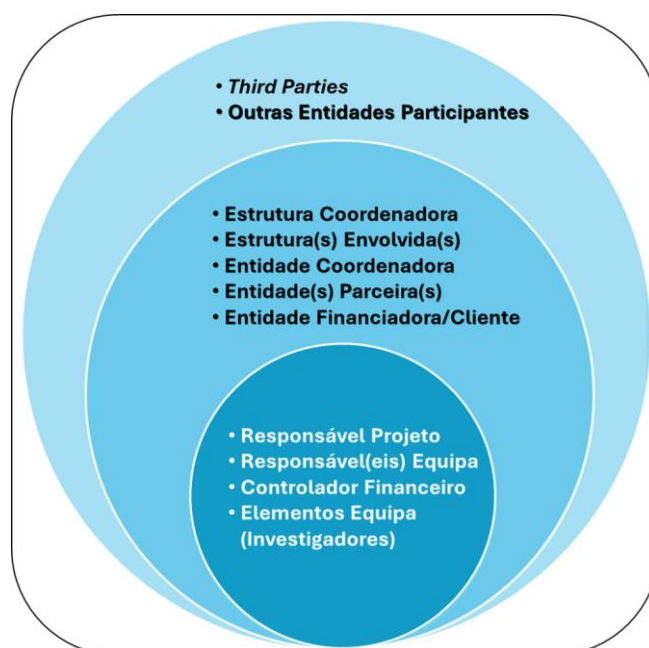 • Third Parties
• Outras Entidades Participantes
• Estrutura Coordenadora
• Estrutura(s) Envolvida(s)
• Entidade Coordenadora
• Entidade(s) Parceira(s)
• Entidade Financiadora/Cliente
• Responsável Projeto
• Responsável(eis) Equipa
• Controlador Financeiro
• Elementos Equipa
(Investigadores)